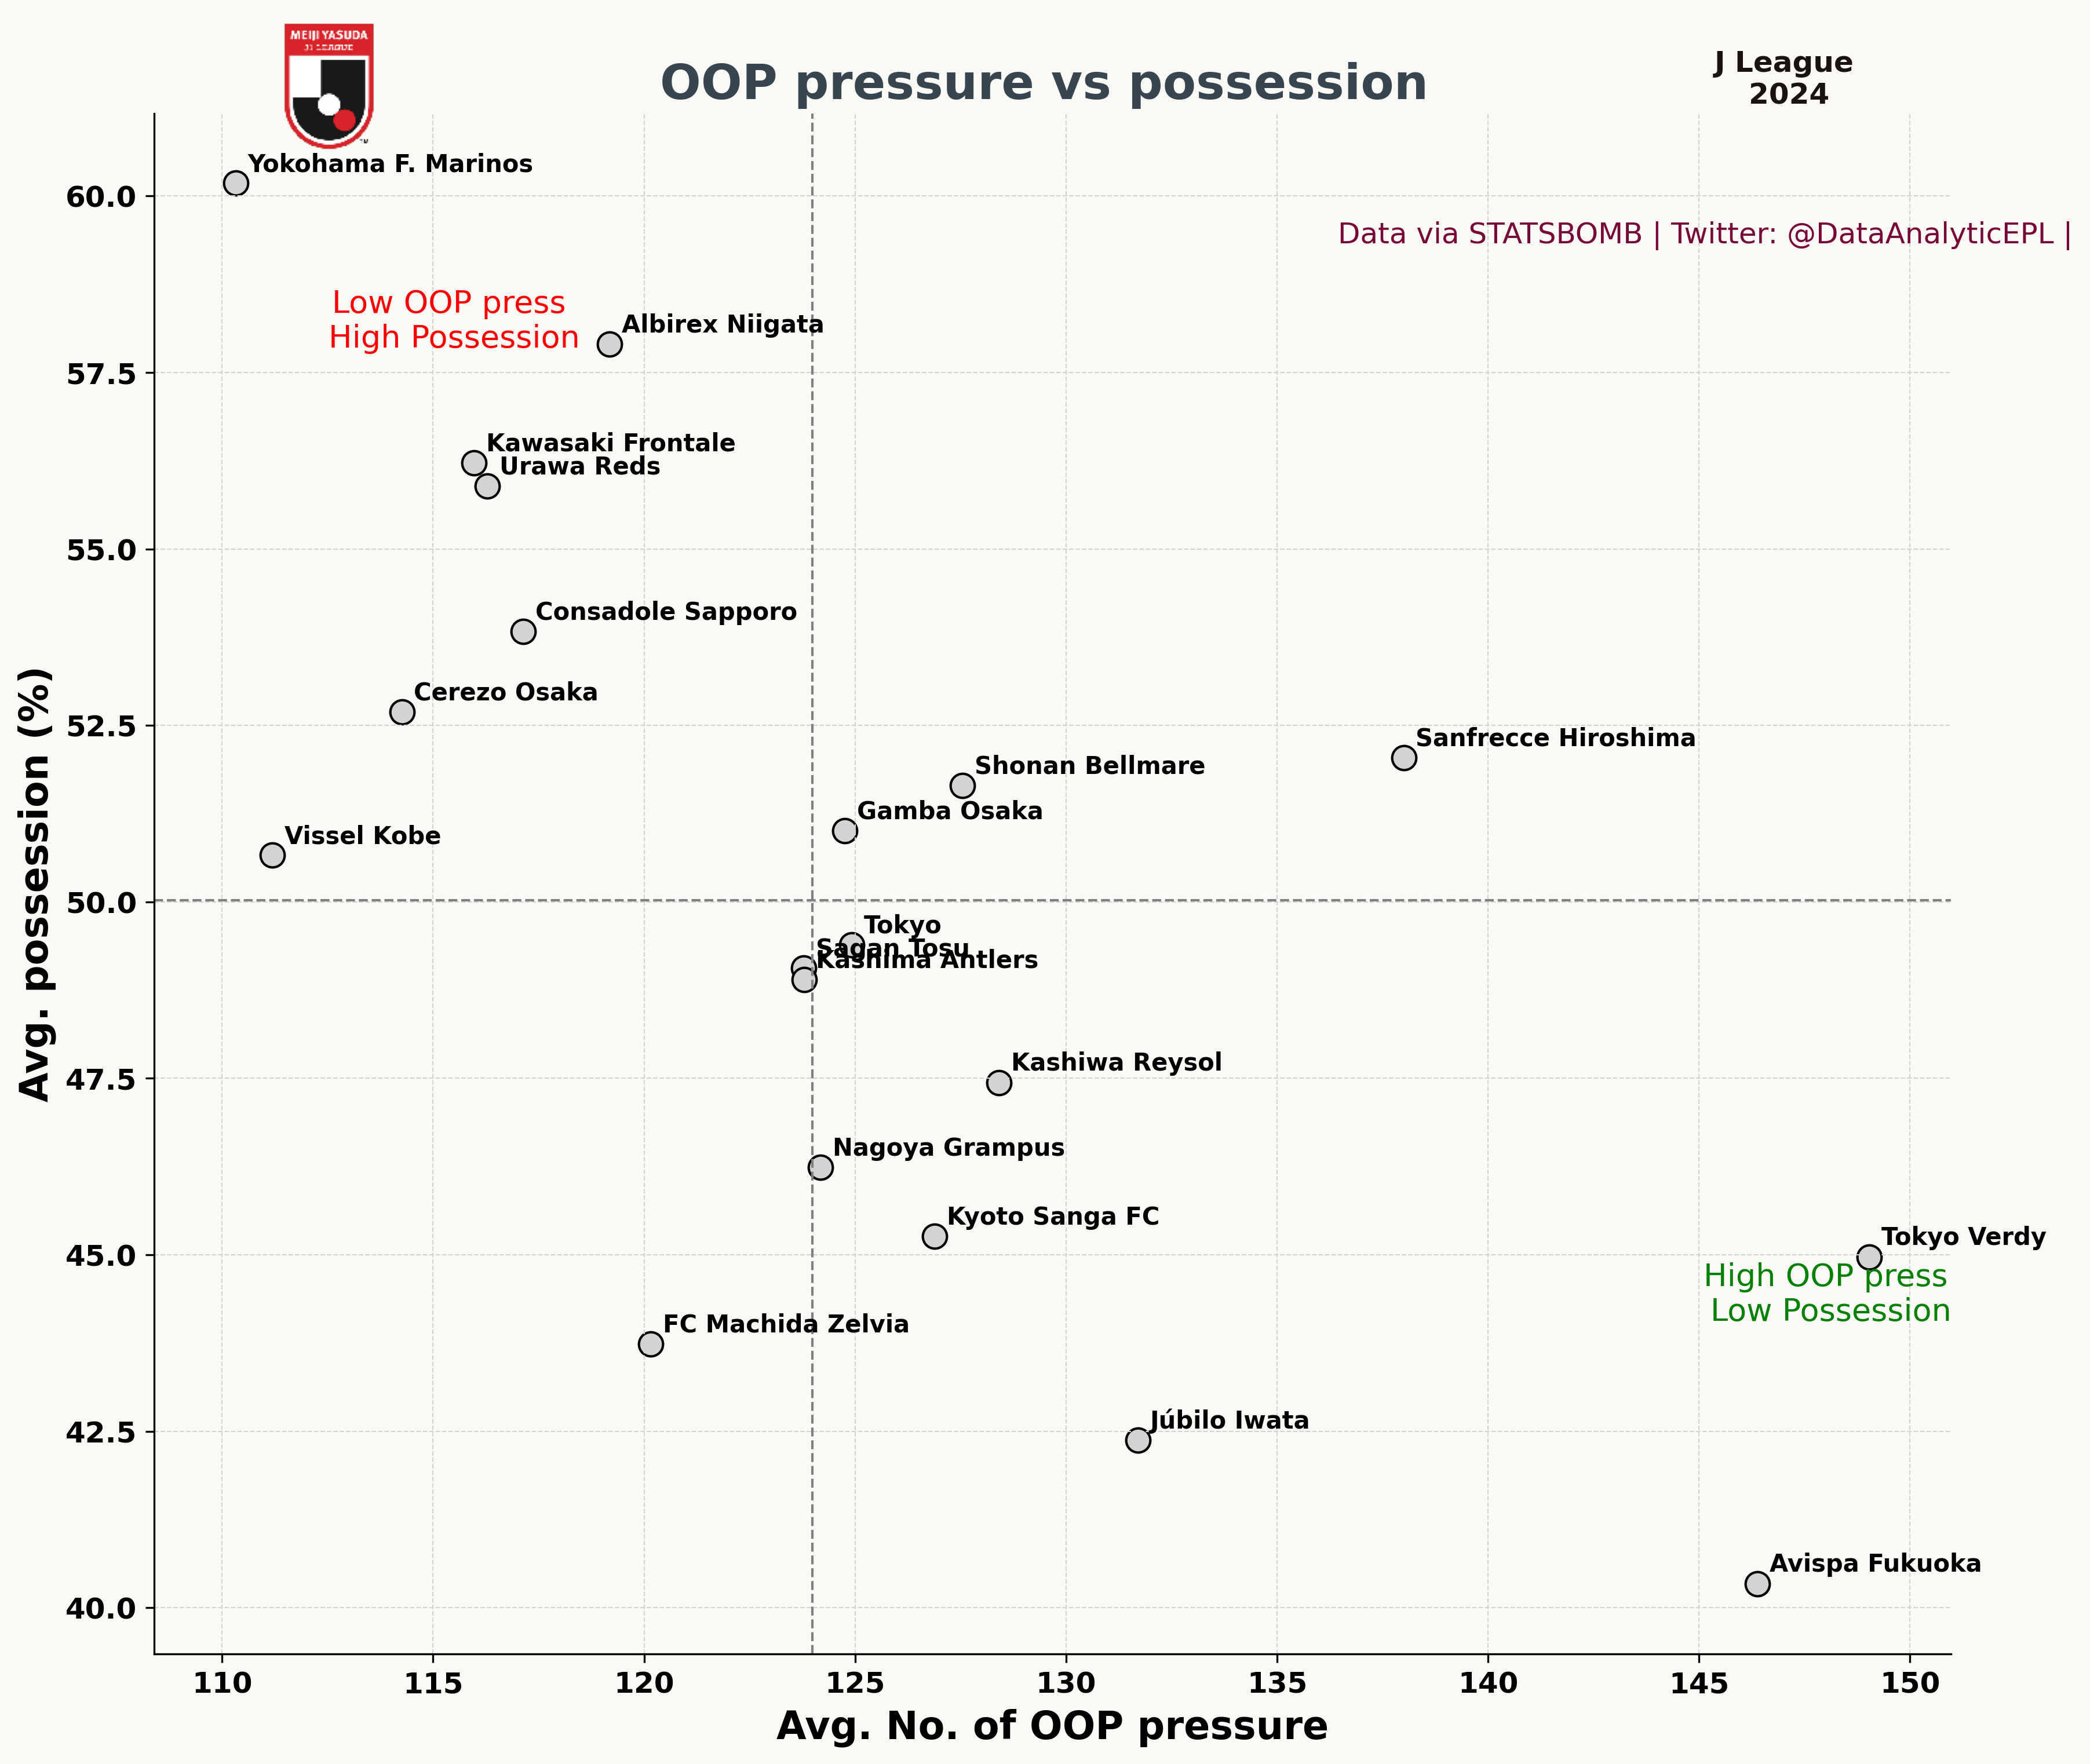 MEIJI YASUDA
J1 LEAGUE
OOP pressure vs possession
J League
2024
Yokohama F. Marinos
Data via STATSBOMB | Twitter: @DataAnalyticEPL |
Low OOP press
High Possession
Albirex Niigata
Kawasaki Frontale
Urawa Reds
Consadole Sapporo
Cerezo Osaka
Sanfrecce Hiroshima
Shonan Bellmare
Gamba Osaka
Vissel Kobe
Tokyo
Sagan Tosu
Kashima Antlers
Kashiwa Reysol
Nagoya Grampus
Kyoto Sanga FC
Tokyo Verdy
High OOP press
Low Possession
FC Machida Zelvia
Júbilo Iwata
Avispa Fukuoka
Avg. possession (%)
60.0
57.5
55.0
52.5
50.0
47.5
45.0
42.5
40.0
110 115 120 125 130 135 140 145 150
Avg. No. of OOP pressure